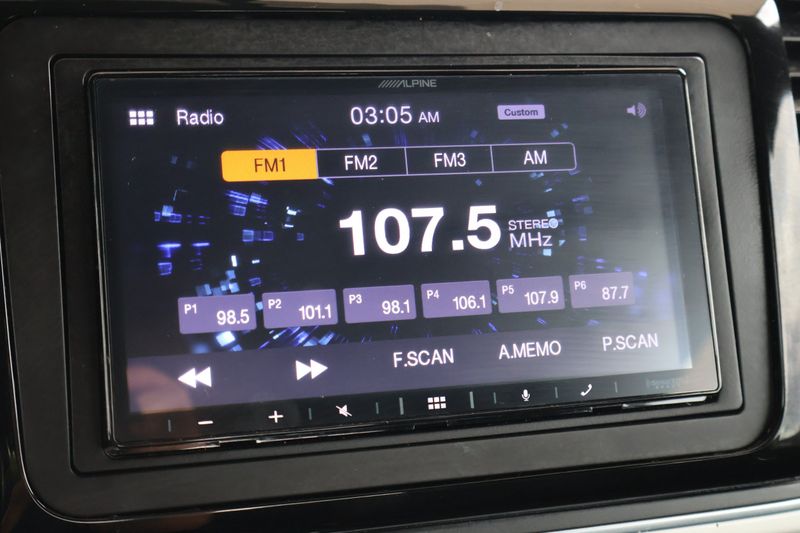 ALPINE
Radio 03:05 AM Custom
FM1 FM2 FM3 AM
107.5 STEREO MHz
P1 98.5 P2 101.1 P3 98.1 P4 106.1 P5 107.9 P6 87.7
F.SCAN A.MEMO P.SCAN